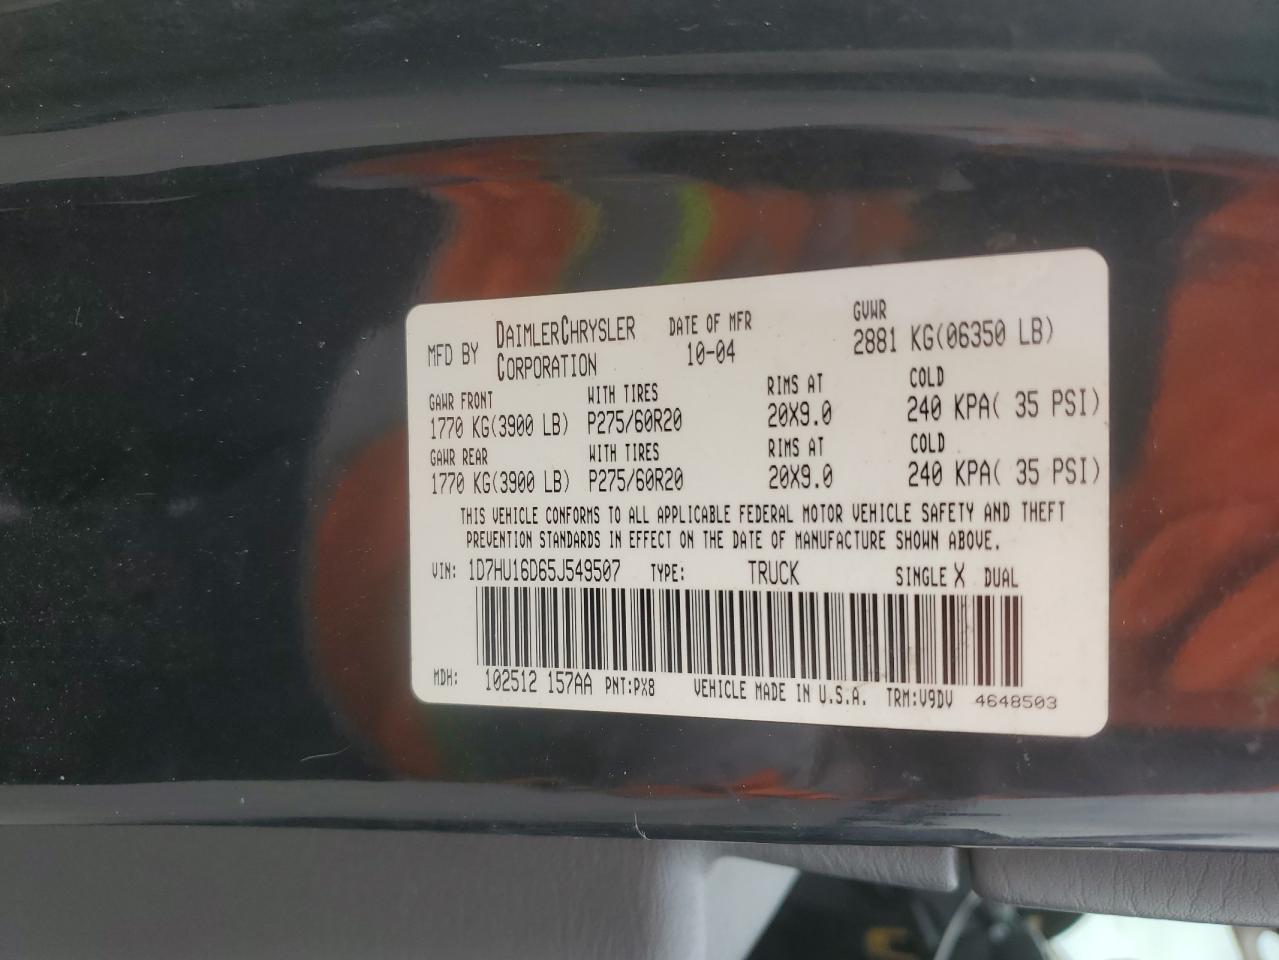 MFD BY DAIMLERCHRYSLER CORPORATION DATE OF MFR 10-04 GVWR 2881 KG(06350 LB)
GAWR FRONT WITH TIRES RIMS AT COLD
1770 KG(3900 LB) P275/60R20 20X9.0 240 KPA( 35 PSI)
GAWR REAR WITH TIRES RIMS AT COLD
1770 KG(3900 LB) P275/60R20 20X9.0 240 KPA( 35 PSI)
THIS VEHICLE CONFORMS TO ALL APPLICABLE FEDERAL MOTOR VEHICLE SAFETY AND THEFT
PREVENTION STANDARDS IN EFFECT ON THE DATE OF MANUFACTURE SHOWN ABOVE.
VIN: 1D7HU16D65J549507 TYPE: TRUCK SINGLE X DUAL
MDH: 102512 157AA PNT:PX8 VEHICLE MADE IN U.S.A. TRM:V9DV 4648503